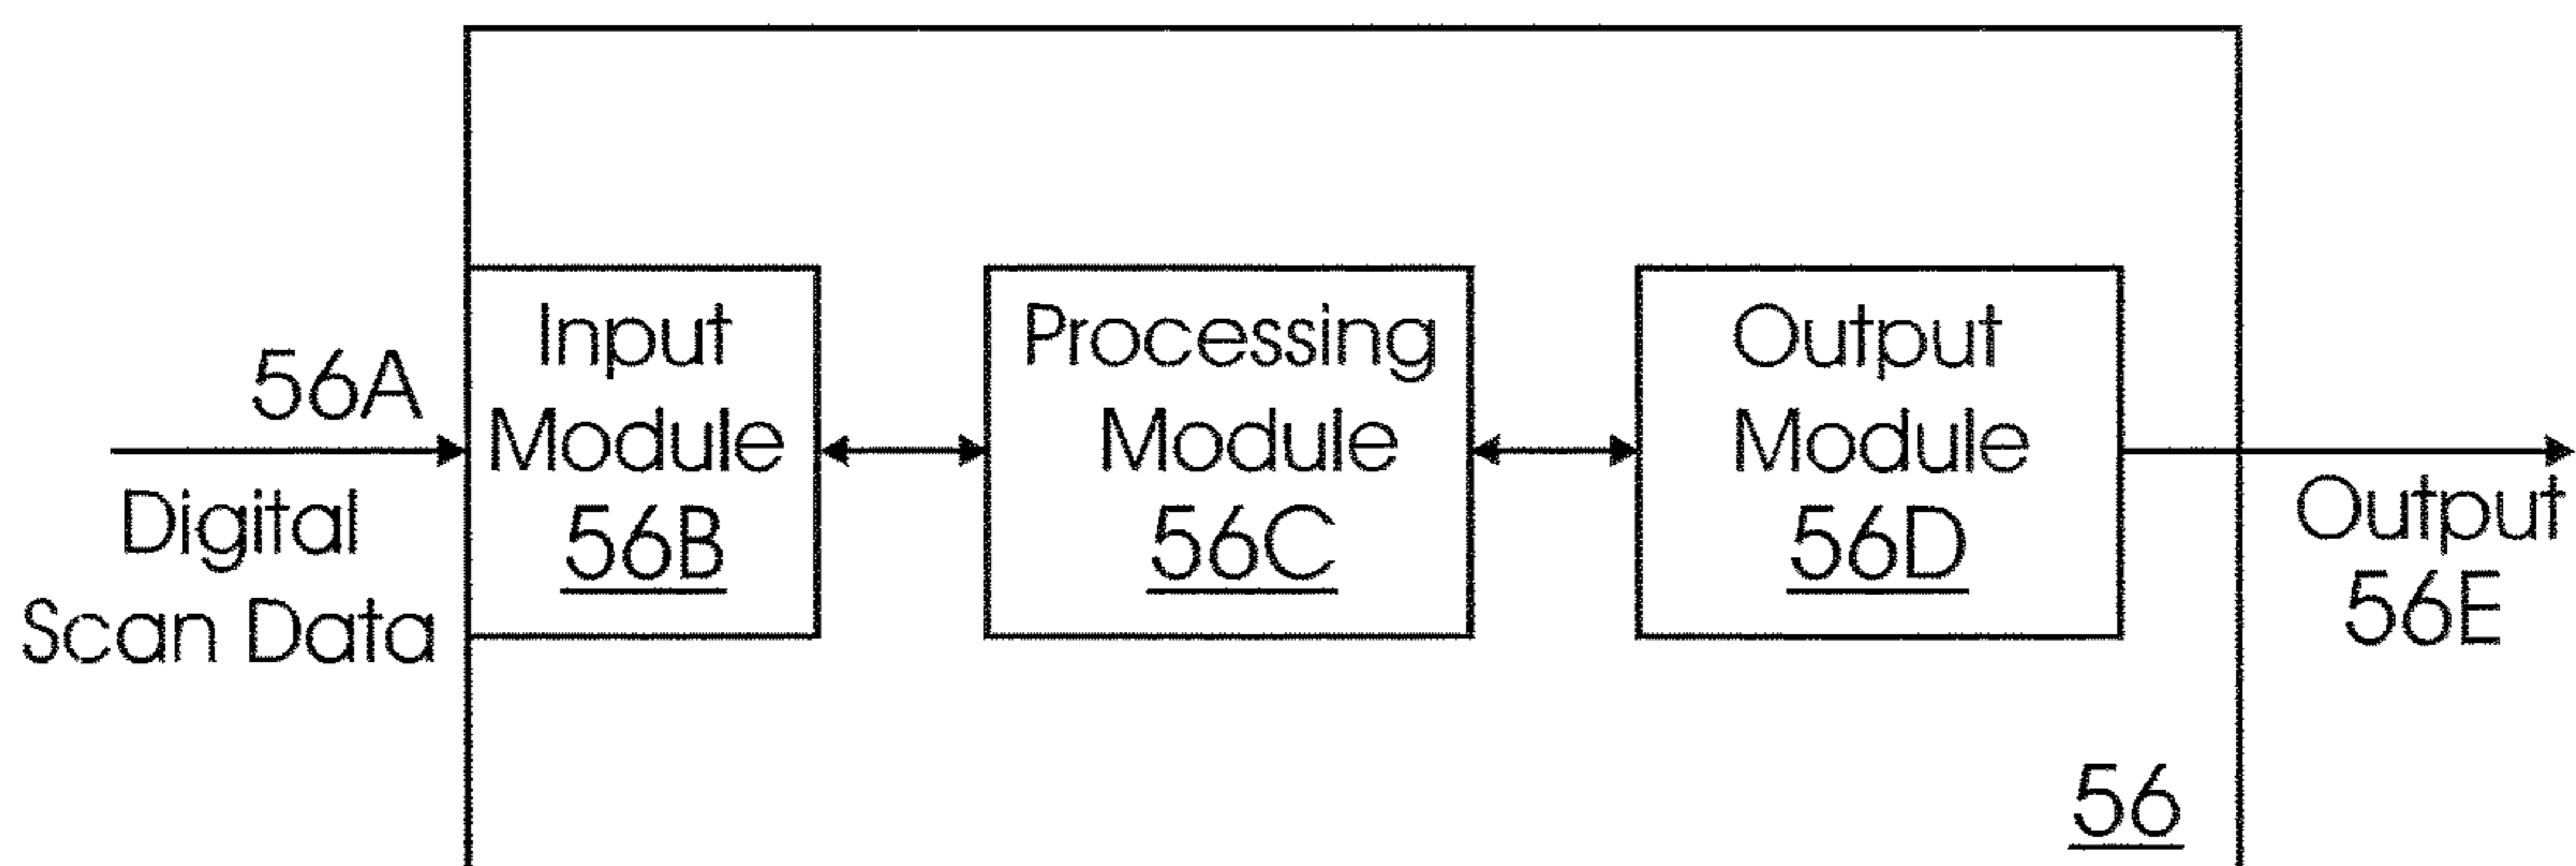 56A
Digital
Scan Data
Input
Module
56B
Processing
Module
56C
Output
Module
56D
Output
56E
56